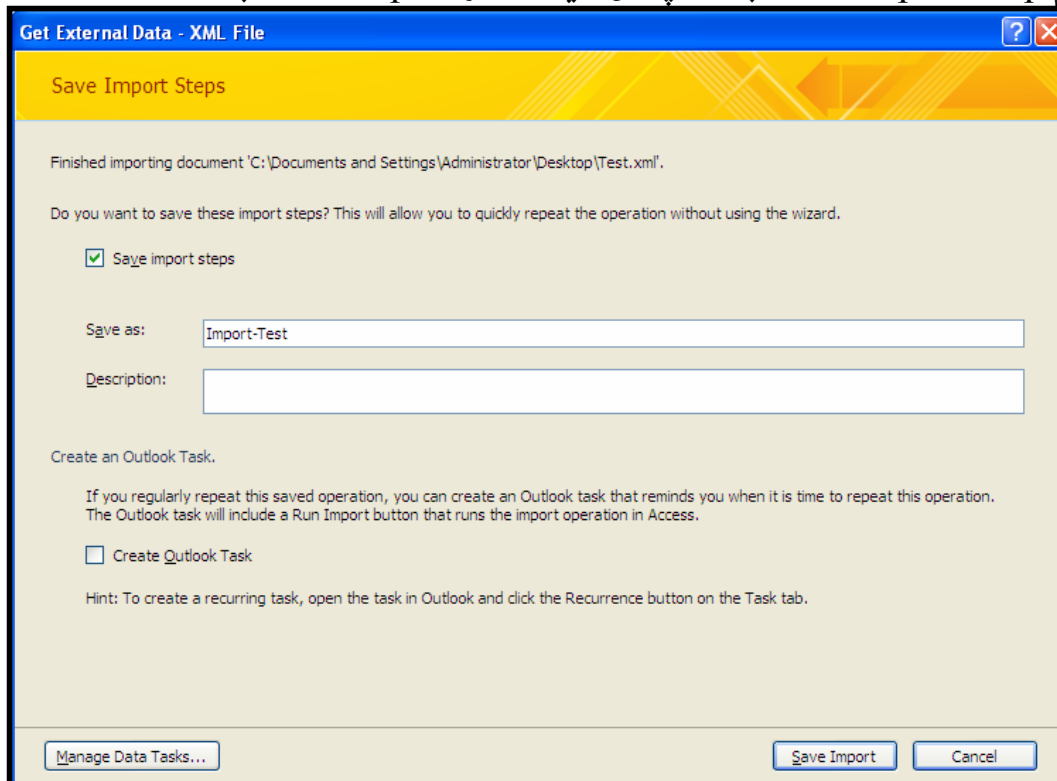 Get External Data - XML File
Save Import Steps
Finished importing document 'C:\Documents and Settings\Administrator\Desktop\Test.xml'.
Do you want to save these import steps? This will allow you to quickly repeat the operation without using the wizard.
Save import steps
Save as:
Import-Test
Description:
Create an Outlook Task.
If you regularly repeat this saved operation, you can create an Outlook task that reminds you when it is time to repeat this operation.
The Outlook task will include a Run Import button that runs the import operation in Access.
Create Outlook Task
Hint: To create a recurring task, open the task in Outlook and click the Recurrence button on the Task tab.
Manage Data Tasks...
Save Import
Cancel